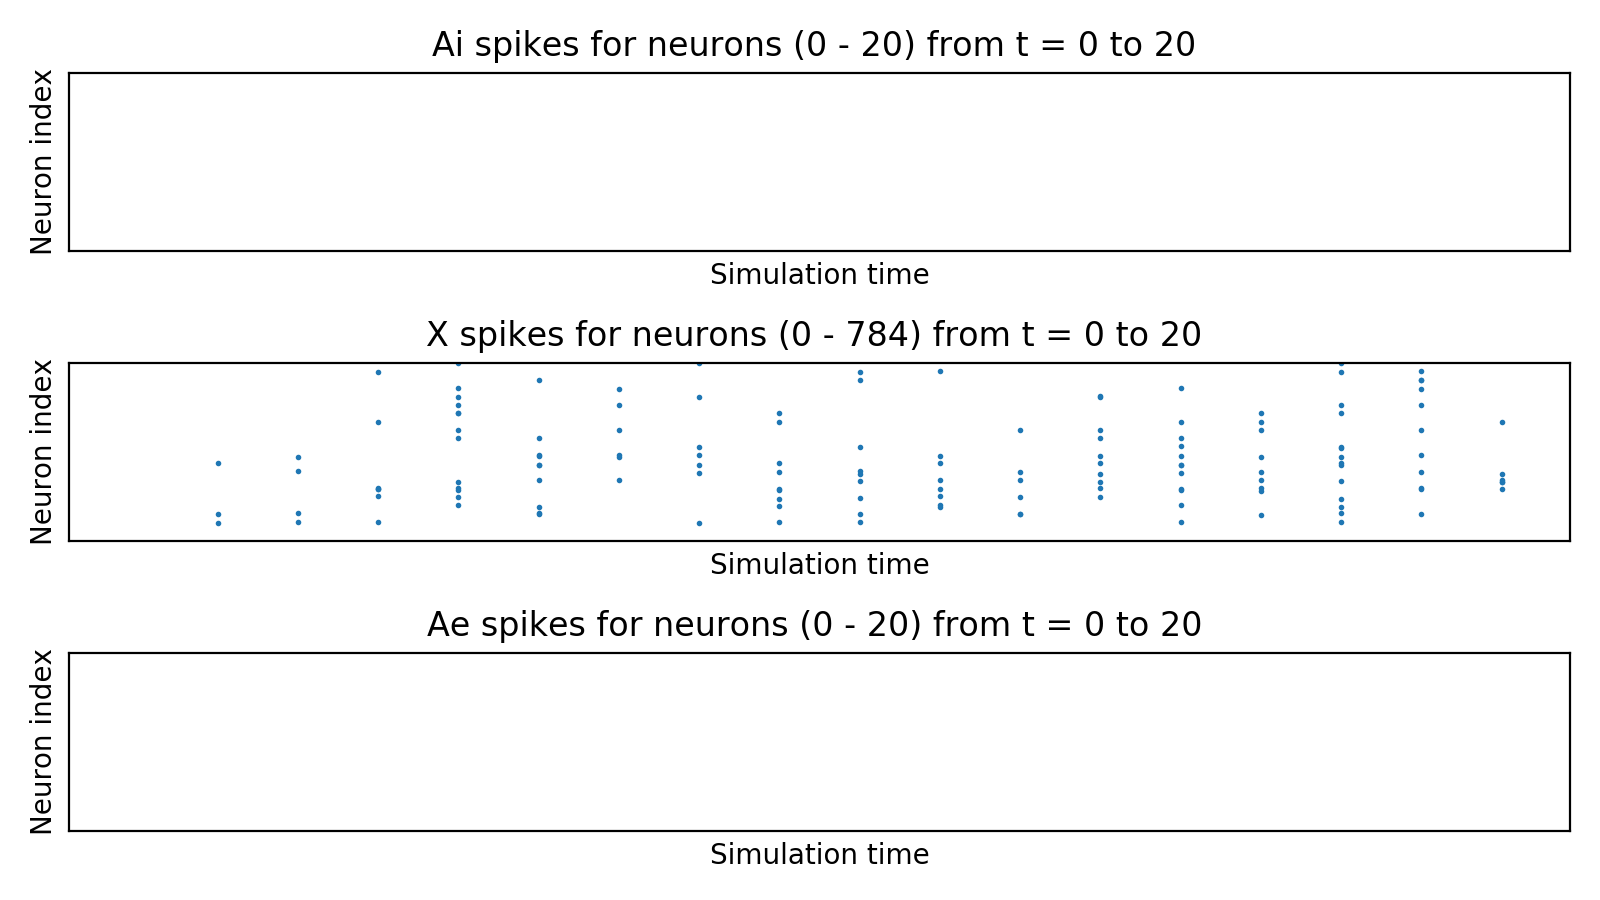 Ai spikes for neurons (0 - 20) from t = 0 to 20
Neuron index
Simulation time
X spikes for neurons (0 - 784) from t = 0 to 20
Neuron index
Simulation time
Ae spikes for neurons (0 - 20) from t = 0 to 20
Neuron index
Simulation time